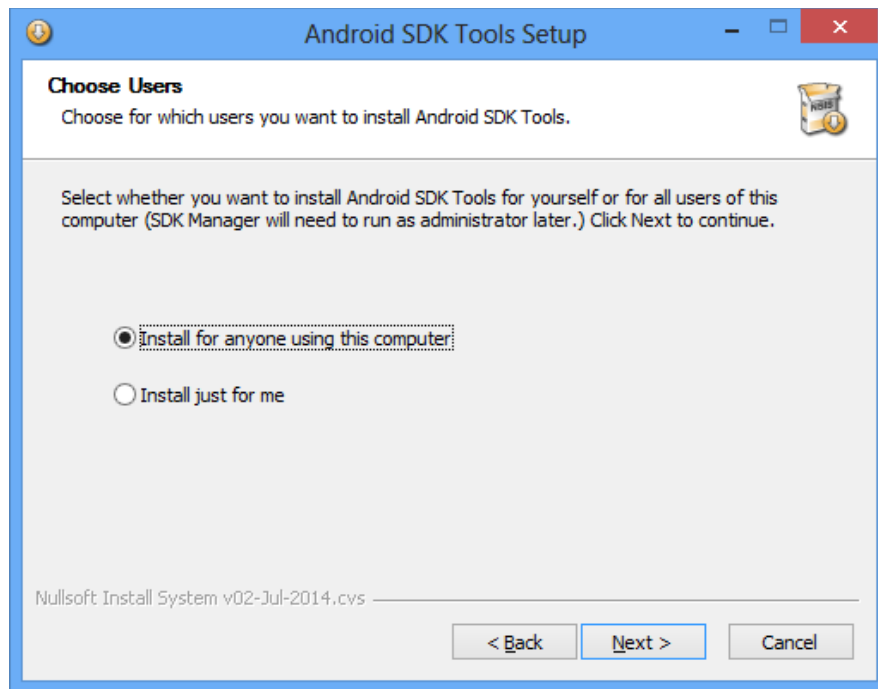 Android SDK Tools Setup
Choose Users
Choose for which users you want to install Android SDK Tools.
NSIS
Select whether you want to install Android SDK Tools for yourself or for all users of this
computer (SDK Manager will need to run as administrator later.) Click Next to continue.
Install for anyone using this computer
Install just for me
Nullsoft Install System v02-Jul-2014.cvs
< Back
Next >
Cancel